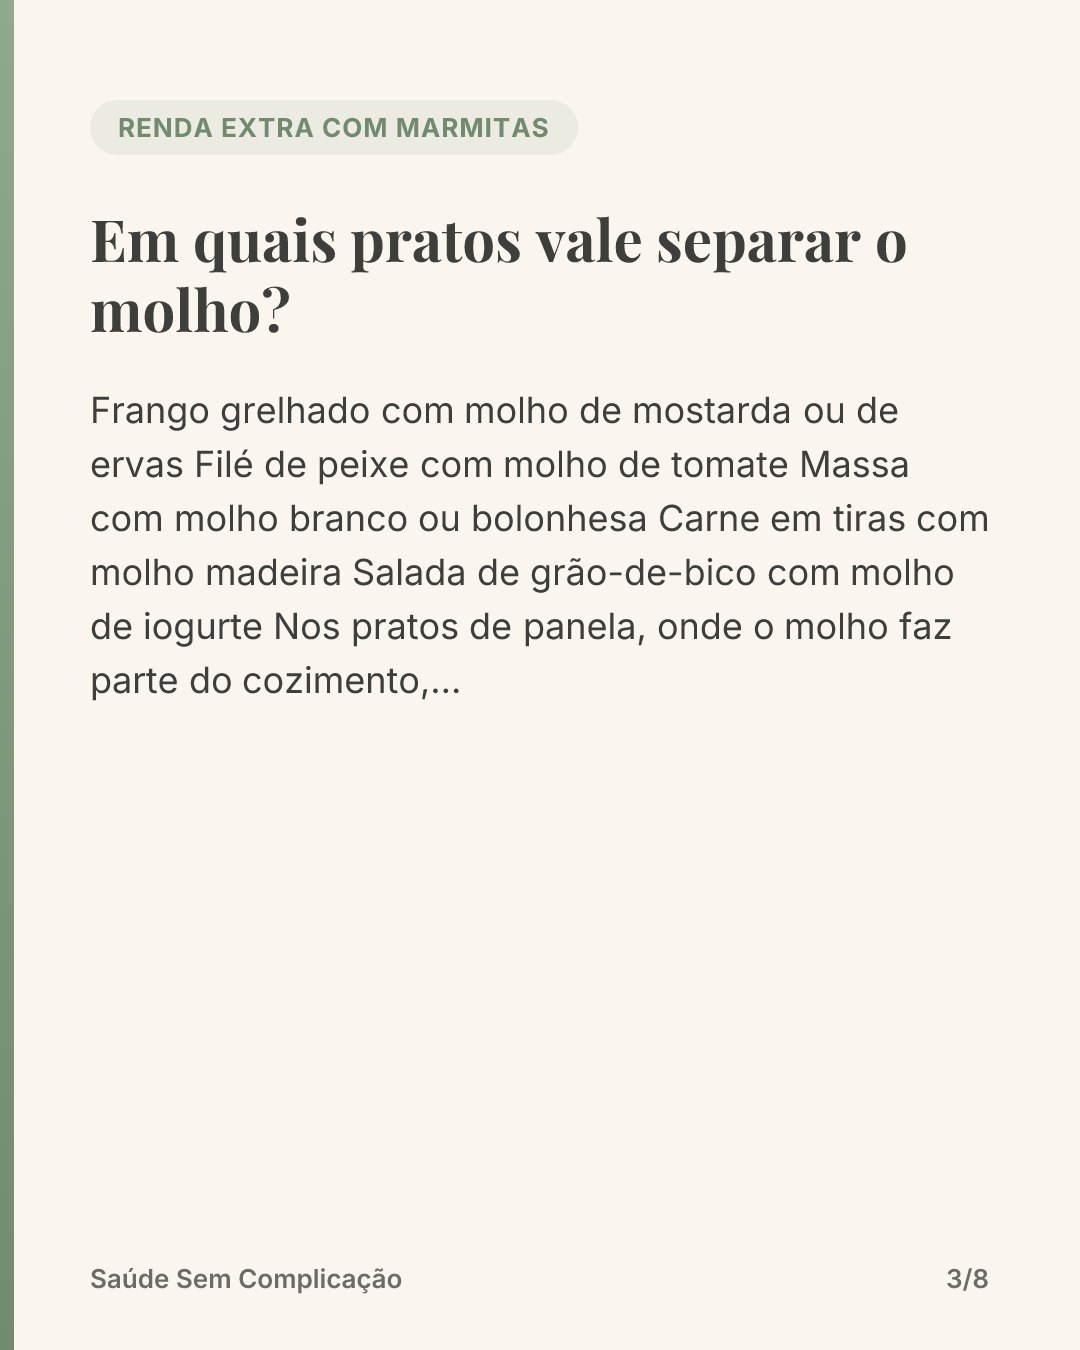 RENDA EXTRA COM MARMITAS
Em quais pratos vale separar o
molho?
Frango grelhado com molho de mostarda ou de
ervas Filé de peixe com molho de tomate Massa
com molho branco ou bolonhesa Carne em tiras com
molho madeira Salada de grão-de-bico com molho
de iogurte Nos pratos de panela, onde o molho faz
parte do cozimento,...
Saúde Sem Complicação
3/8